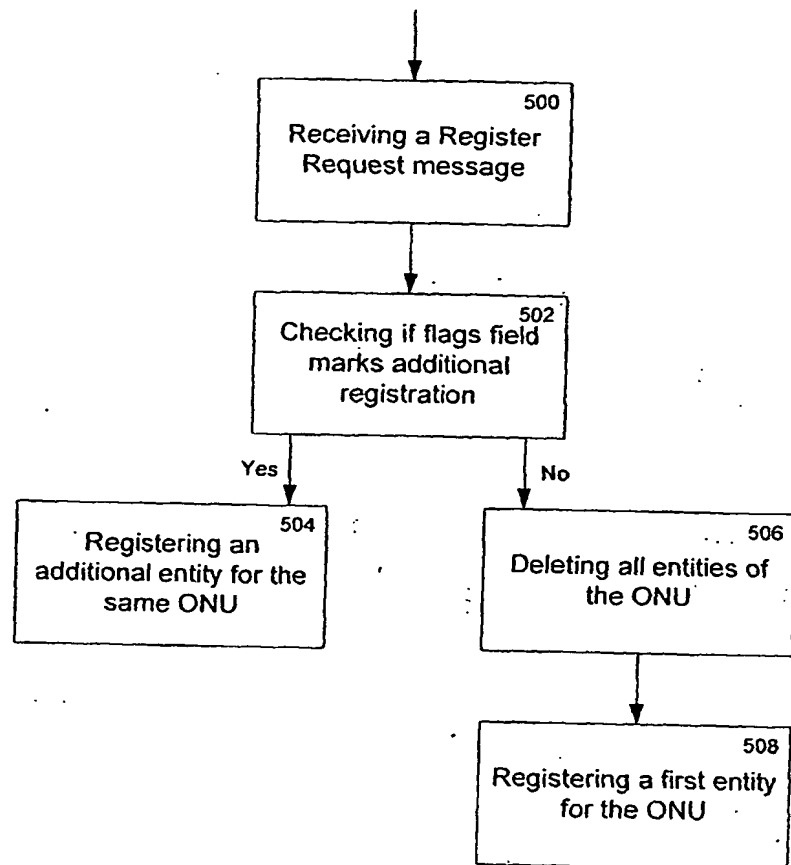 500
Receiving a Register
Request message
502
Checking if flags field
marks additional
registration
Yes
No
504
Registering an
additional entity for the
same ONU
506
Deleting all entities of
the ONU
508
Registering a first entity
for the ONU